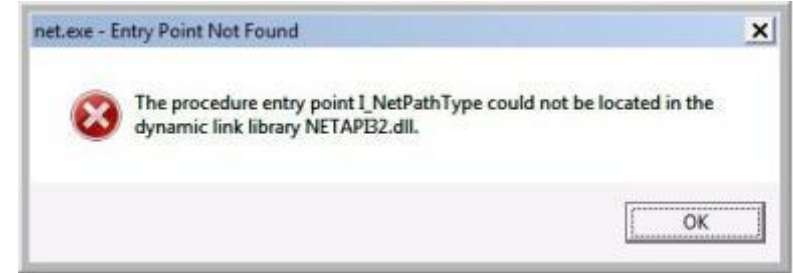 net.exe - Entry Point Not Found
The procedure entry point I_NetPathType could not be located in the
dynamic link library NETAPI32.dll.
OK